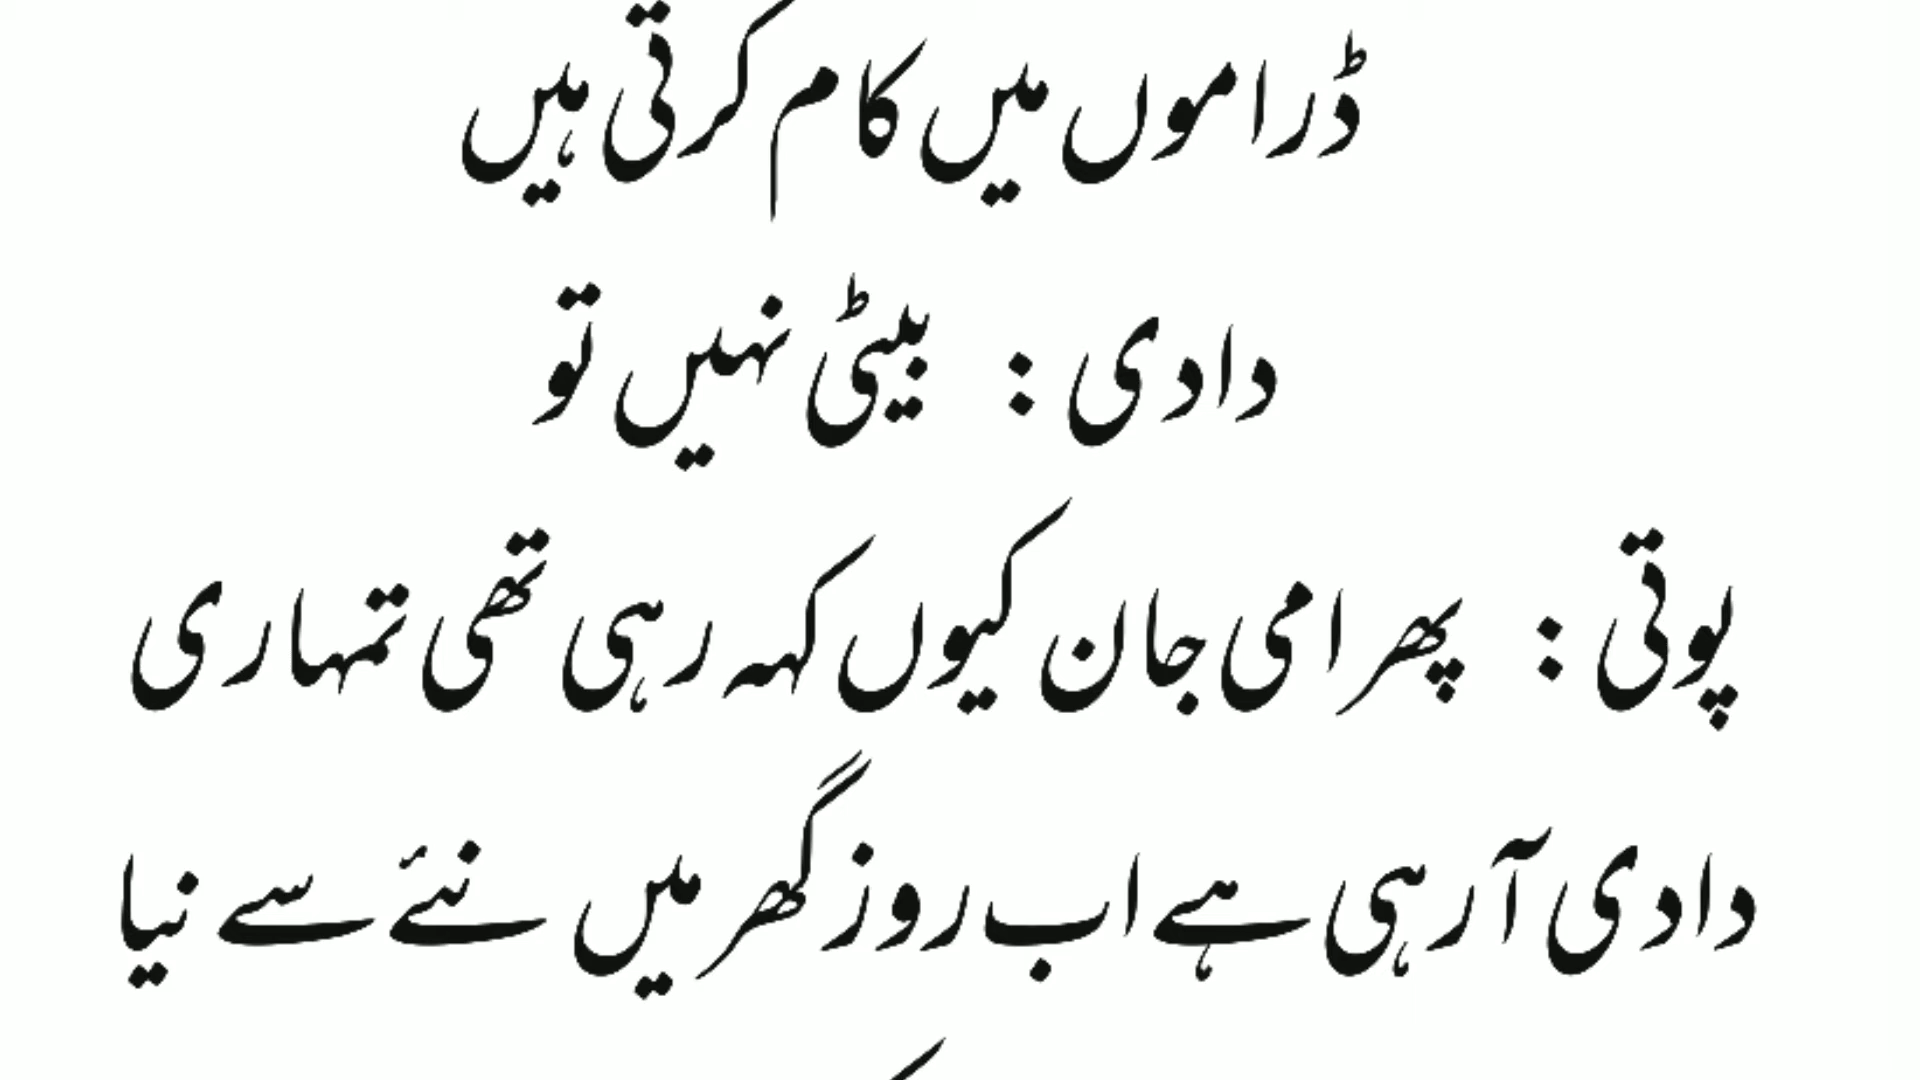 ڈراموں میں کام کرتی ہیں
دادی : بیٹی نہیں تو
پوتی : پھر امی جان کیوں کہہ رہی تھی تمہاری
دادی آرہی ہے اب روز گھر میں نئے سے نیا